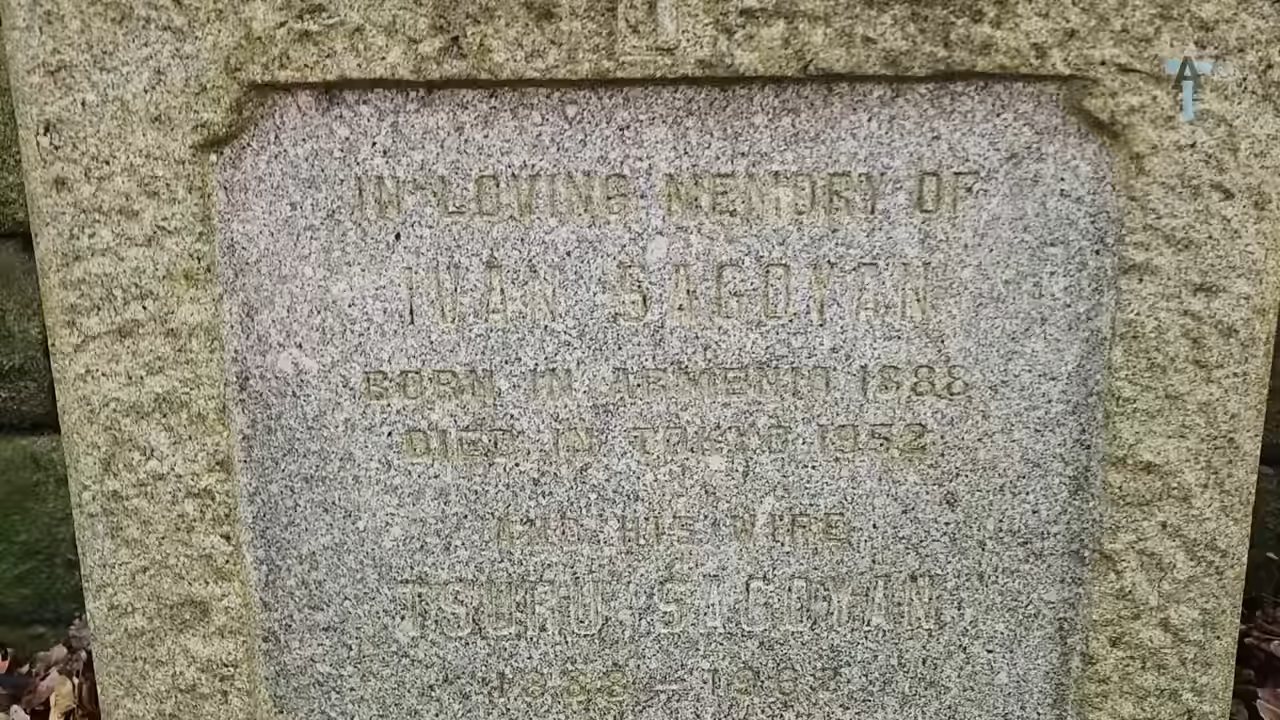 IN LOVING MEMORY OF
IVAN SAGOYAN
BORN IN ARMENIA 1888
DIED IN TOKYO 1952
AND HIS WIFE
TSURU SAGOYAN